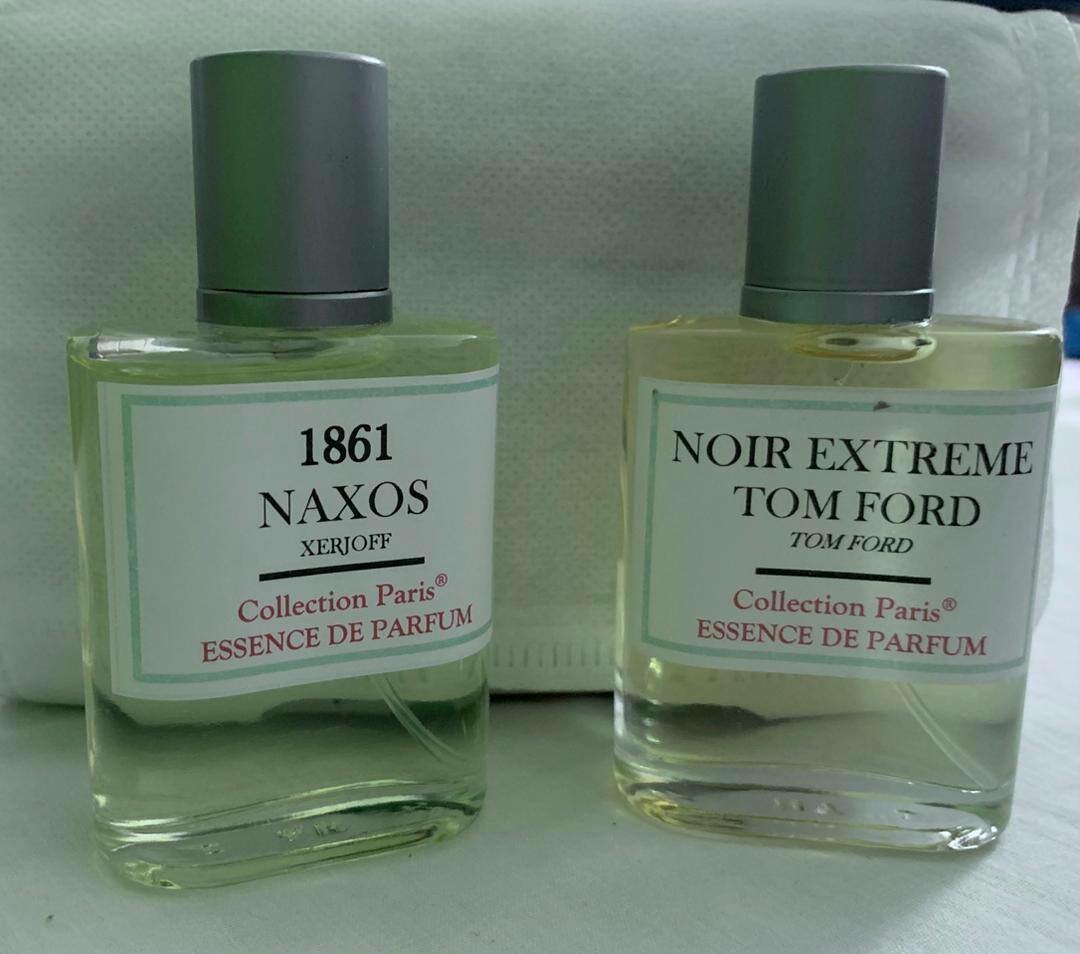 1861
NAXOS
XERJOFF
Collection Paris®
ESSENCE DE PARFUM
NOIR EXTREME
TOM FORD
TOM FORD
Collection Paris®
ESSENCE DE PARFUM